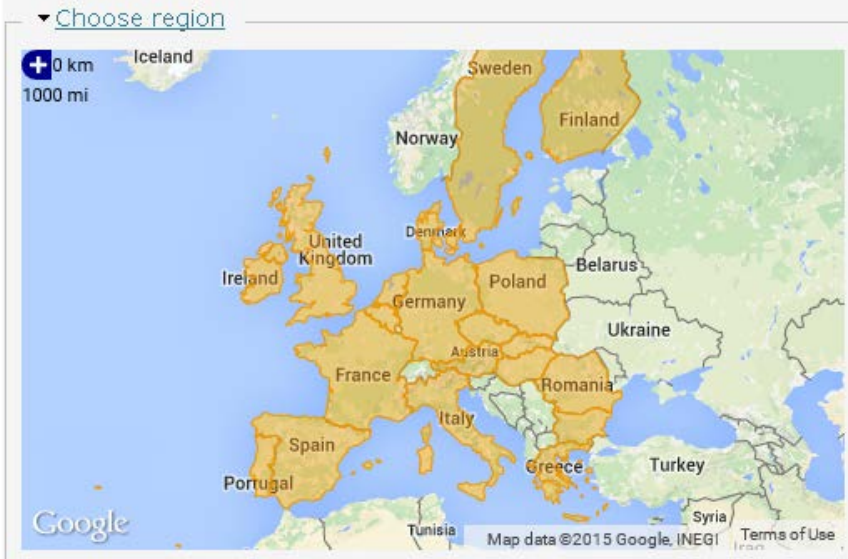 Choose region
0 km
1000 mi
Iceland
Sweden
Finland
Norway
Denmark
United
Kingdom
Ireland
Belarus
Poland
Germany
Ukraine
Austria
France
Romania
Italy
Spain
Greece
Turkey
Portugal
Syria
Google
Tunisia
Map data ©2015 Google, INEGI
Terms of Use
Iraq